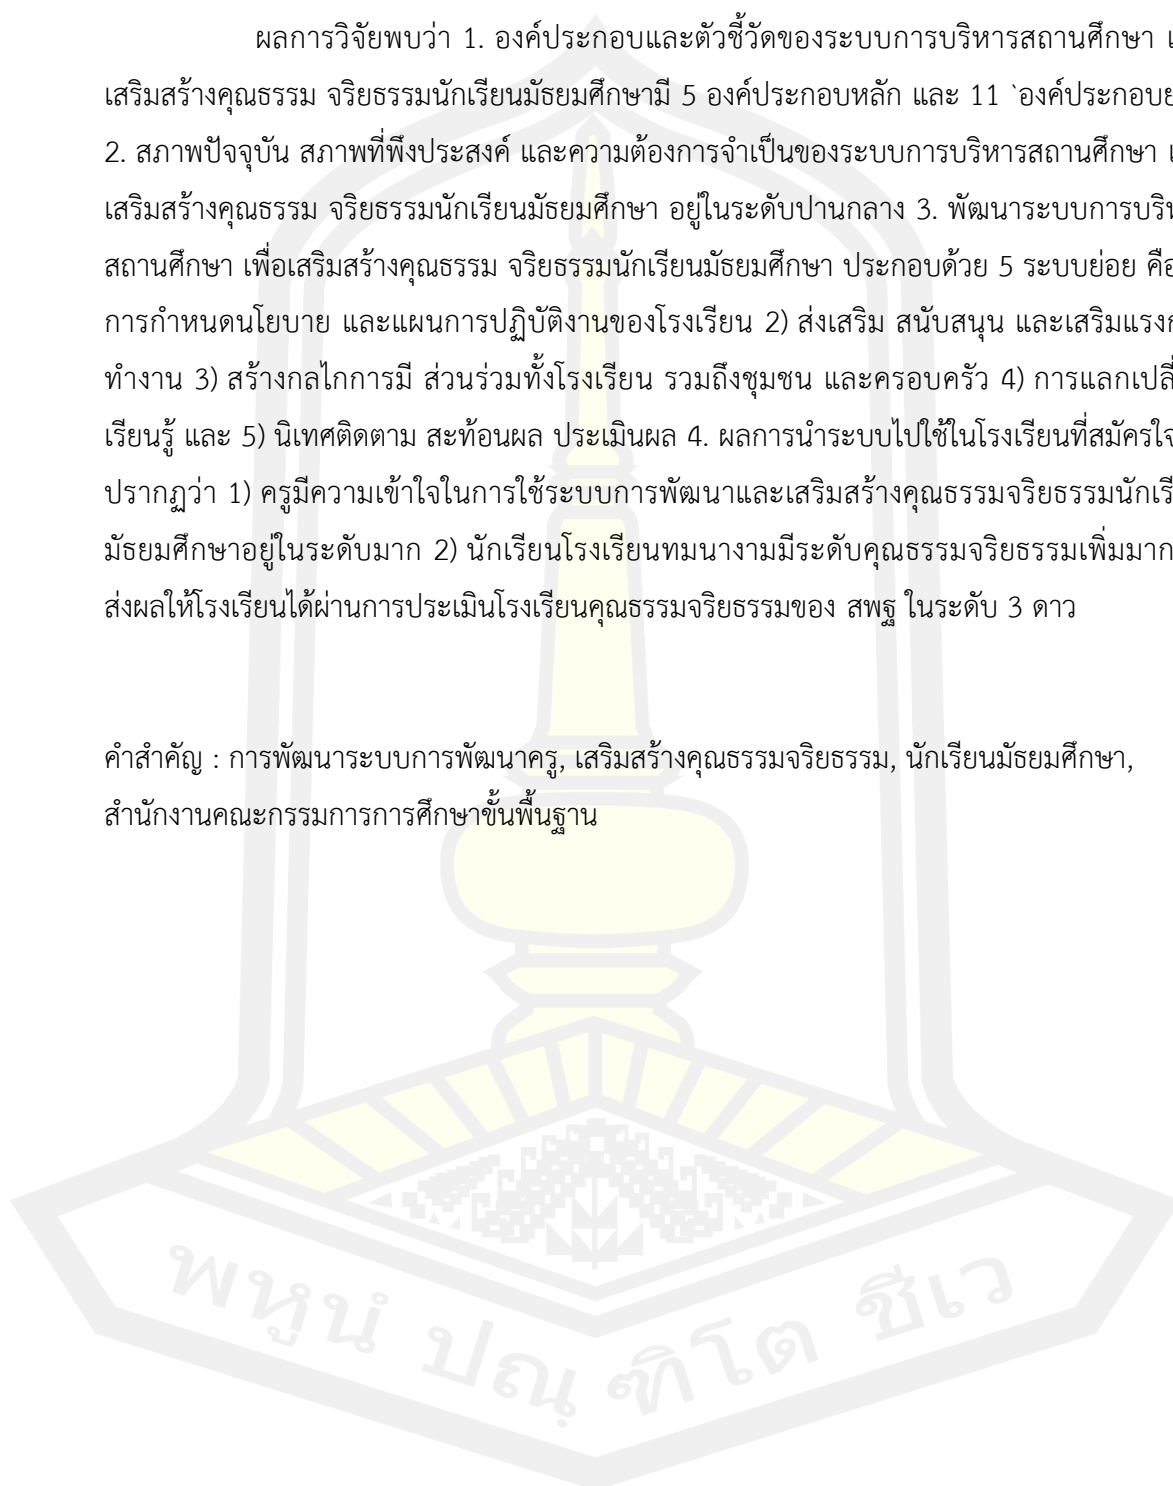 ผลการวิจัยพบว่า 1. องค์ประกอบและตัวชี้วัดของระบบการบริหารสถานศึกษา
เสริมสร้างคุณธรรม จริยธรรมนักเรียนมัธยมศึกษามี 5 องค์ประกอบหลัก และ 11 `องค์ประกอบ
2. สภาพปัจจุบัน สภาพที่พึงประสงค์ และความต้องการจำเป็นของระบบการบริหารสถานศึกษา
เสริมสร้างคุณธรรม จริยธรรมนักเรียนมัธยมศึกษา อยู่ในระดับปานกลาง 3. พัฒนาระบบการ
สถานศึกษา เพื่อเสริมสร้างคุณธรรม จริยธรรมนักเรียนมัธยมศึกษา ประกอบด้วย 5 ระบบย่อย คือ
การกำหนดนโยบาย และแผนการปฏิบัติงานของโรงเรียน 2) ส่งเสริม สนับสนุน และเสริมแรง
ทำงาน 3) สร้างกลไกการมี ส่วนร่วมทั้งโรงเรียน รวมถึงชุมชน และครอบครัว 4) การ
เรียนรู้ และ 5) นิเทศติดตาม สะท้อนผล ประเมินผล 4. ผลการนำระบบไปใช้ในโรงเรียนที่สมัครใจ
ปรากฏว่า 1) ครูมีความเข้าใจในการใช้ระบบการพัฒนาและเสริมสร้างคุณธรรมจริยธรรม
มัธยมศึกษาอยู่ในระดับมาก 2) นักเรียนโรงเรียนทมนางามมีระดับคุณธรรมจริยธรรมเพิ่มมาก
ส่งผลให้โรงเรียนได้ผ่านการประเมินโรงเรียนคุณธรรมจริยธรรมของ สพฐ ในระดับ 3 ดาว
คำสำคัญ : การพัฒนาระบบการพัฒนาครู, เสริมสร้างคุณธรรมจริยธรรม, นักเรียนมัธยมศึกษา,
สำนักงานคณะกรรมการการศึกษาขั้นพื้นฐาน
พหูนํ ปณฺ ฑิโต ชีเว